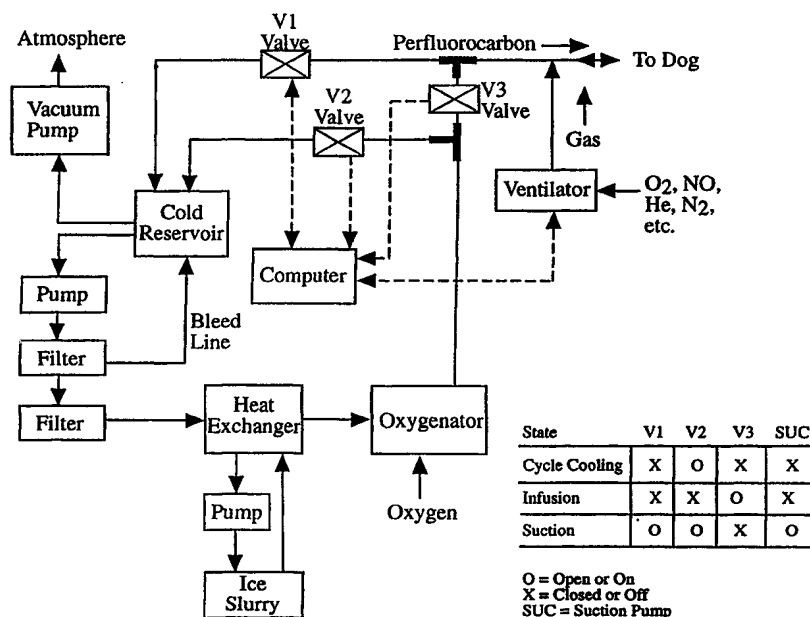 V1
Valve
Atmosphere
Perfluorocarbon
To Dog
V2
Valve
V3
Valve
Vacuum
Pump
Gas
Ventilator
O2, NO,
He, N2,
etc.
Cold
Reservoir
Computer
Pump
Bleed
Line
Filter
Filter
Heat
Exchanger
Oxygenator
Pump
Oxygen
Ice
Slurry
State V1 V2 V3 SUC
Cycle Cooling X O X X
Infusion X X O X
Suction O O X O
O = Open or On
X = Closed or Off
SUC = Suction Pump